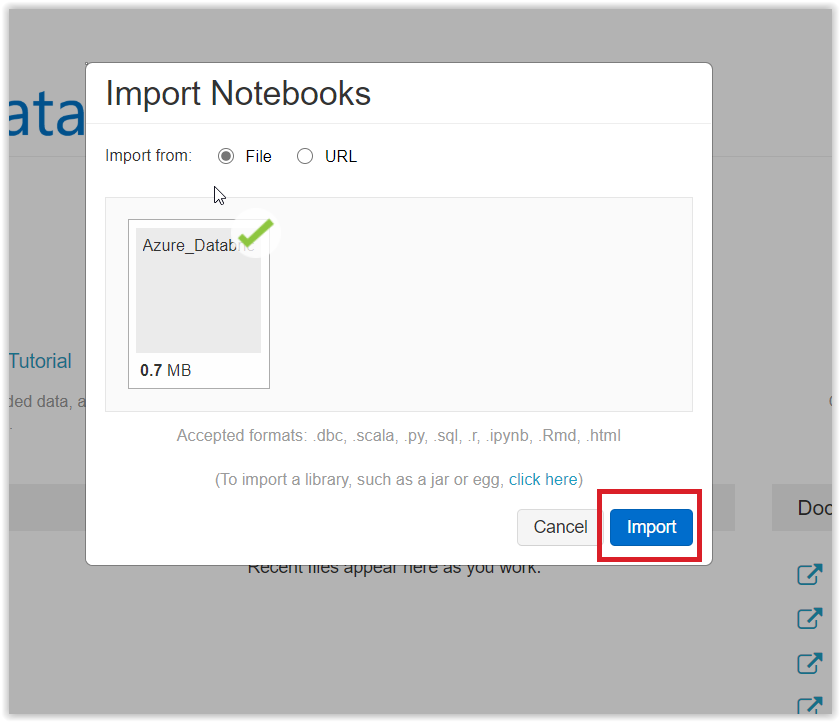 Import Notebooks
ata
Import from: File URL
Azure_Databric
0.7 MB
Tutorial
ded data, a
Accepted formats: .dbc, .scala, .py, .sql, .r, .ipynb, .Rmd, .html
(To import a library, such as a jar or egg, click here)
Doc
Cancel Import
Recent files appear here as you work.